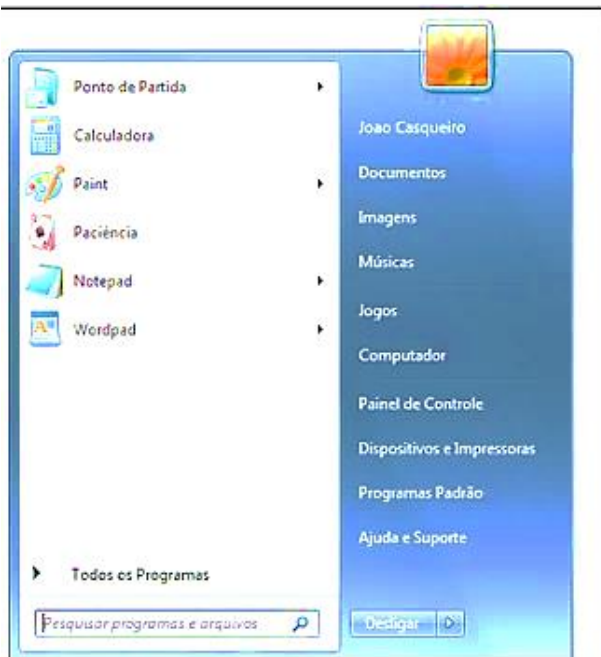 Ponto de Partida
Calculadora
Paint
Paciência
Notepad
Wordpad
Todos os Programas
Pesquisar programas e arquivos
Joao Casqueiro
Documentos
Imagens
Músicas
Jogos
Computador
Painel de Controle
Dispositivos e Impressoras
Programas Padrão
Ajuda e Suporte
Desligar